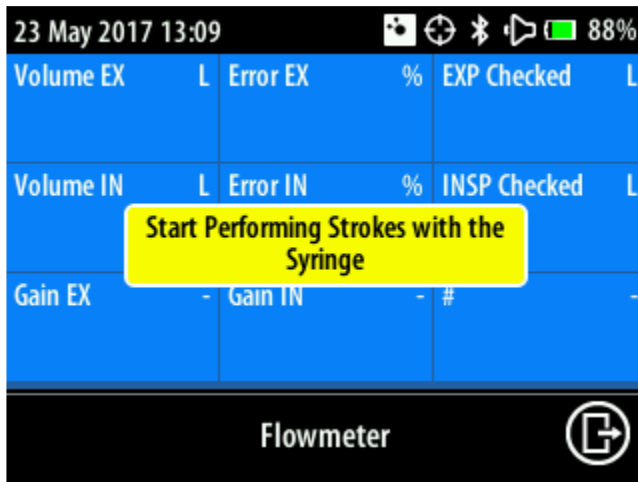 23 May 2017 13:09 88%
Volume EX L Error EX % EXP Checked L
Volume IN L Error IN % INSP Checked L
Start Performing Strokes with the
Syringe
Gain EX - Gain IN - # -
Flowmeter